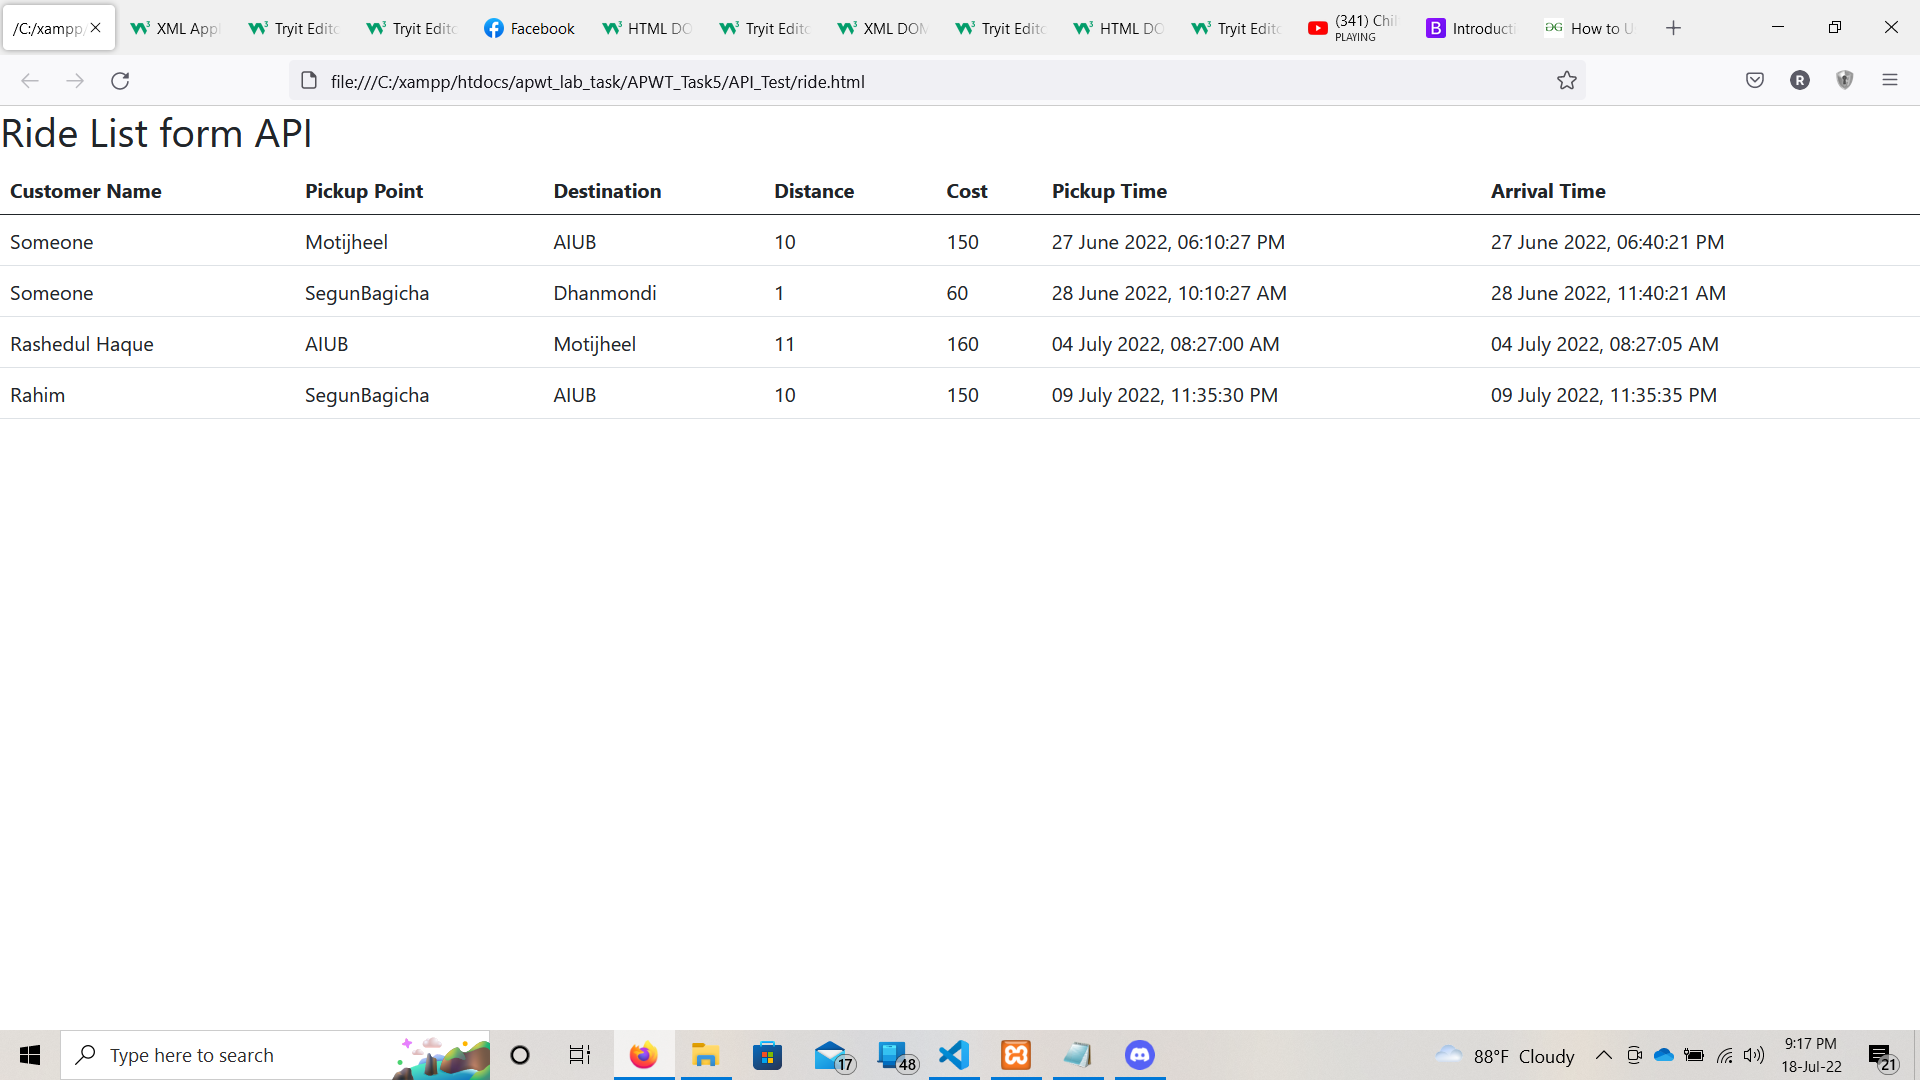 /C:/xampp/ XML Appl Tryit Edito Tryit Edito Facebook HTML DO Tryit Edito XML DOM Tryit Edito HTML DO Tryit Edito (341) Chil Introducti How to U
PLAYING
file:///C:/xampp/htdocs/apwt_lab_task/APWT_Task5/API_Test/ride.html
Ride List form API
Customer Name Pickup Point Destination Distance Cost Pickup Time Arrival Time
Someone Motijheel AIUB 10 150 27 June 2022, 06:10:27 PM 27 June 2022, 06:40:21 PM
Someone SegunBagicha Dhanmondi 1 60 28 June 2022, 10:10:27 AM 28 June 2022, 11:40:21 AM
Rashedul Haque AIUB Motijheel 11 160 04 July 2022, 08:27:00 AM 04 July 2022, 08:27:05 AM
Rahim SegunBagicha AIUB 10 150 09 July 2022, 11:35:30 PM 09 July 2022, 11:35:35 PM
Type here to search 17 48 88°F Cloudy 9:17 PM
18-Jul-22 21